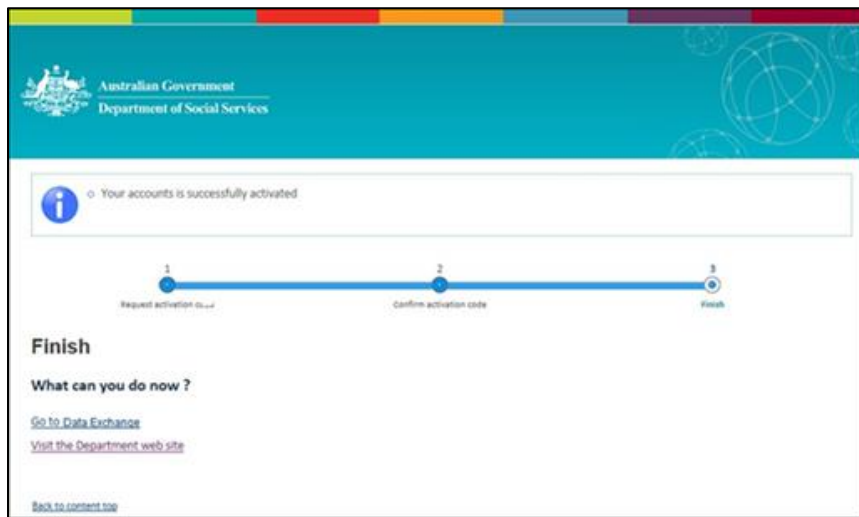 Australian Government
Department of Social Services
Your accounts is successfully activated
1
2
3
Request activation
Confirm activation code
Finish
Finish
What can you do now ?
Go to Data Exchange
Visit the Department web site
Back to content top